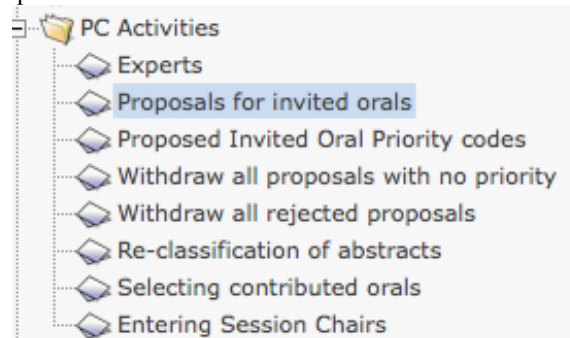 PC Activities
Experts
Proposals for invited orals
Proposed Invited Oral Priority codes
Withdraw all proposals with no priority
Withdraw all rejected proposals
Re-classification of abstracts
Selecting contributed orals
Entering Session Chairs